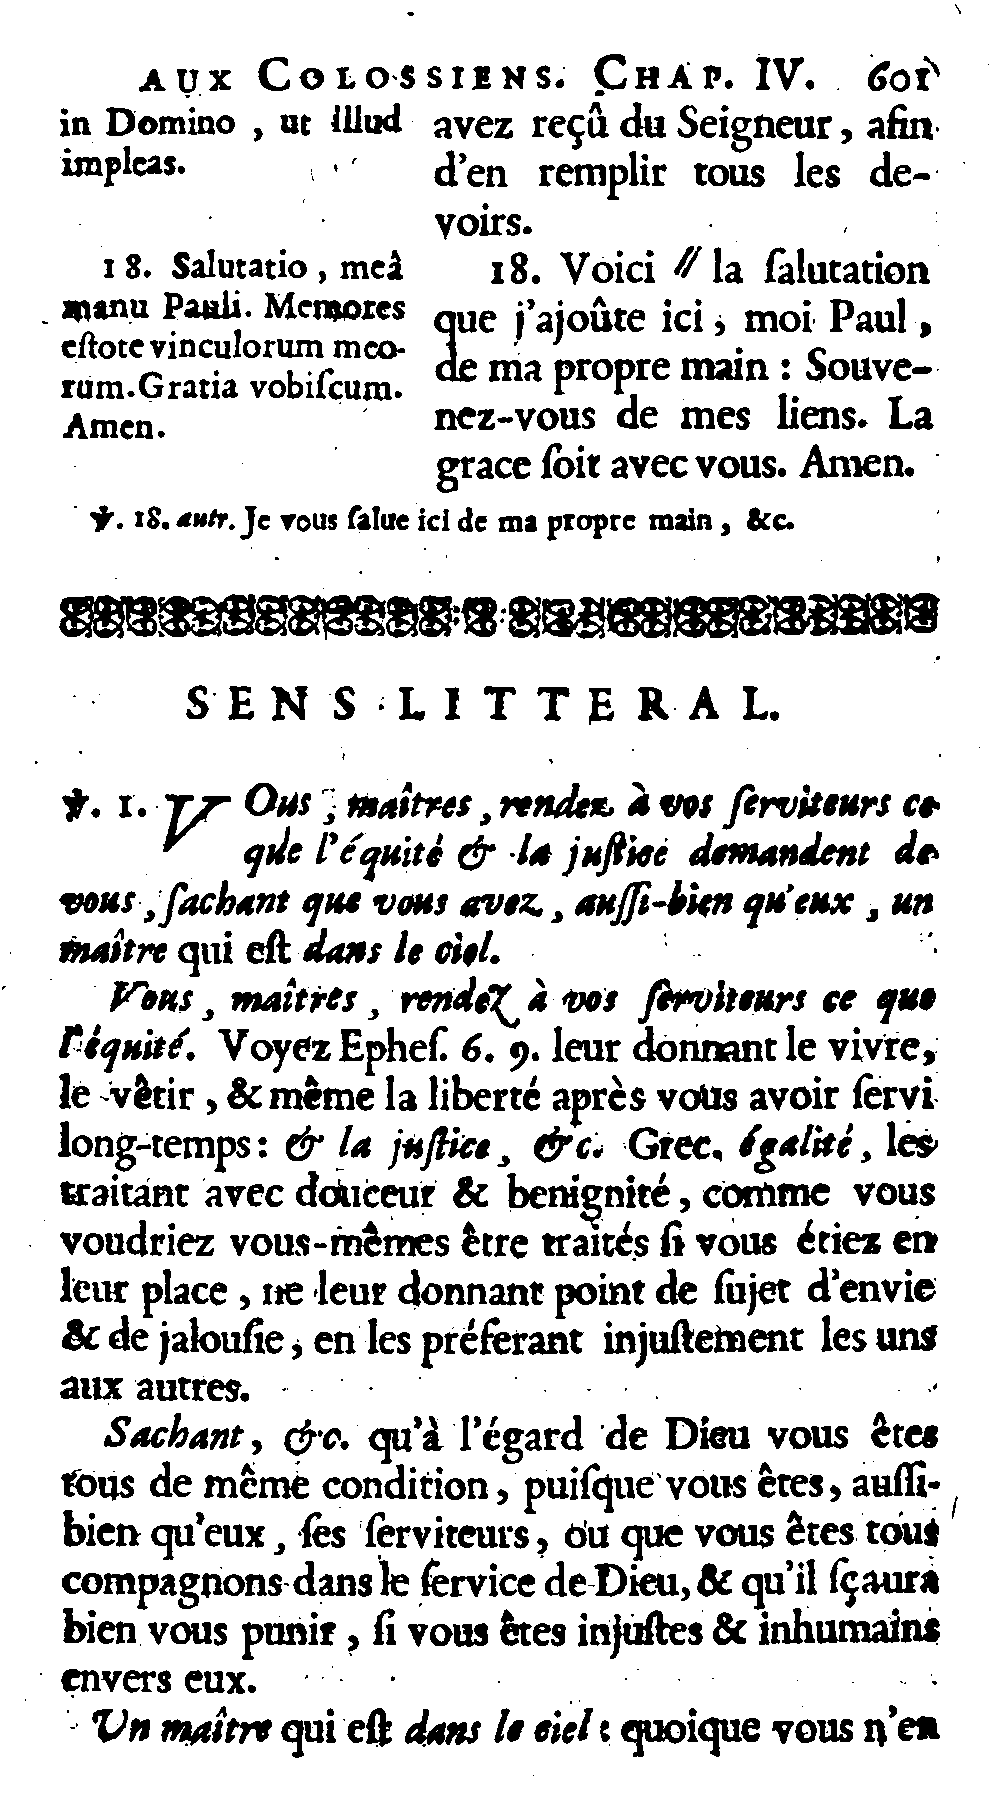 AUX COLOSSIENS. CHAP. IV. 601
in Domino, ut illud
impleas.
18. Salutatio, meâ
manu Pauli. Memores
eſtote vinculorum meo-
rum. Gratia vobiſcum.
Amen.
avez reçû du Seigneur, afin
d'en remplir tous les de-
voirs.
18. Voici // la ſalutation
que j'ajoûte ici, moi Paul,
de ma propre main : Souve-
nez-vous de mes liens. La
grace ſoit avec vous. Amen.
℣. 18. autr. Je vous ſalue ici de ma propre main, &c.
SENS LITTERAL.
℣. 1. VOus, maîtres, rendez à vos ſerviteurs ce
que l'équité & la juſtice demandent de
vous, ſachant que vous avez, auſſi-bien qu'eux, un
maître qui eſt dans le ciel.
Vous, maîtres, rendez à vos ſerviteurs ce que
l'équité. Voyez Epheſ. 6. 9. leur donnant le vivre,
le vêtir, & même la liberté après vous avoir ſervi
long-temps : & la juſtice, &c. Grec. égalité, les
traitant avec douceur & benignité, comme vous
voudriez vous-mêmes être traités ſi vous étiez en
leur place, ne leur donnant point de ſujet d'envie
& de jalouſie, en les préferant injuſtement les uns
aux autres.
Sachant, &c. qu'à l'égard de Dieu vous êtes
tous de même condition, puiſque vous êtes, auſſi-
bien qu'eux, ſes ſerviteurs, ou que vous êtes tous
compagnons dans le ſervice de Dieu, & qu'il ſçaura
bien vous punir, ſi vous êtes injuſtes & inhumains
envers eux.
Un maître qui eſt dans le ciel : quoique vous n'en